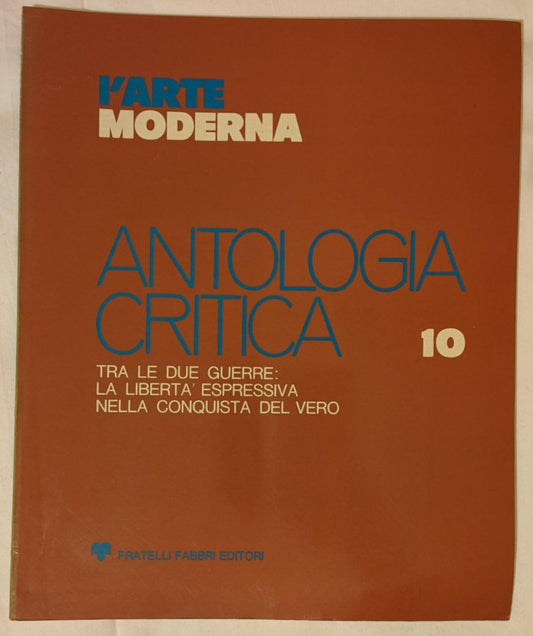 l'ARTE
MODERNA
ANTOLOGIA
CRITICA 10
TRA LE DUE GUERRE:
LA LIBERTA' ESPRESSIVA
NELLA CONQUISTA DEL VERO
FRATELLI FABBRI EDITORI